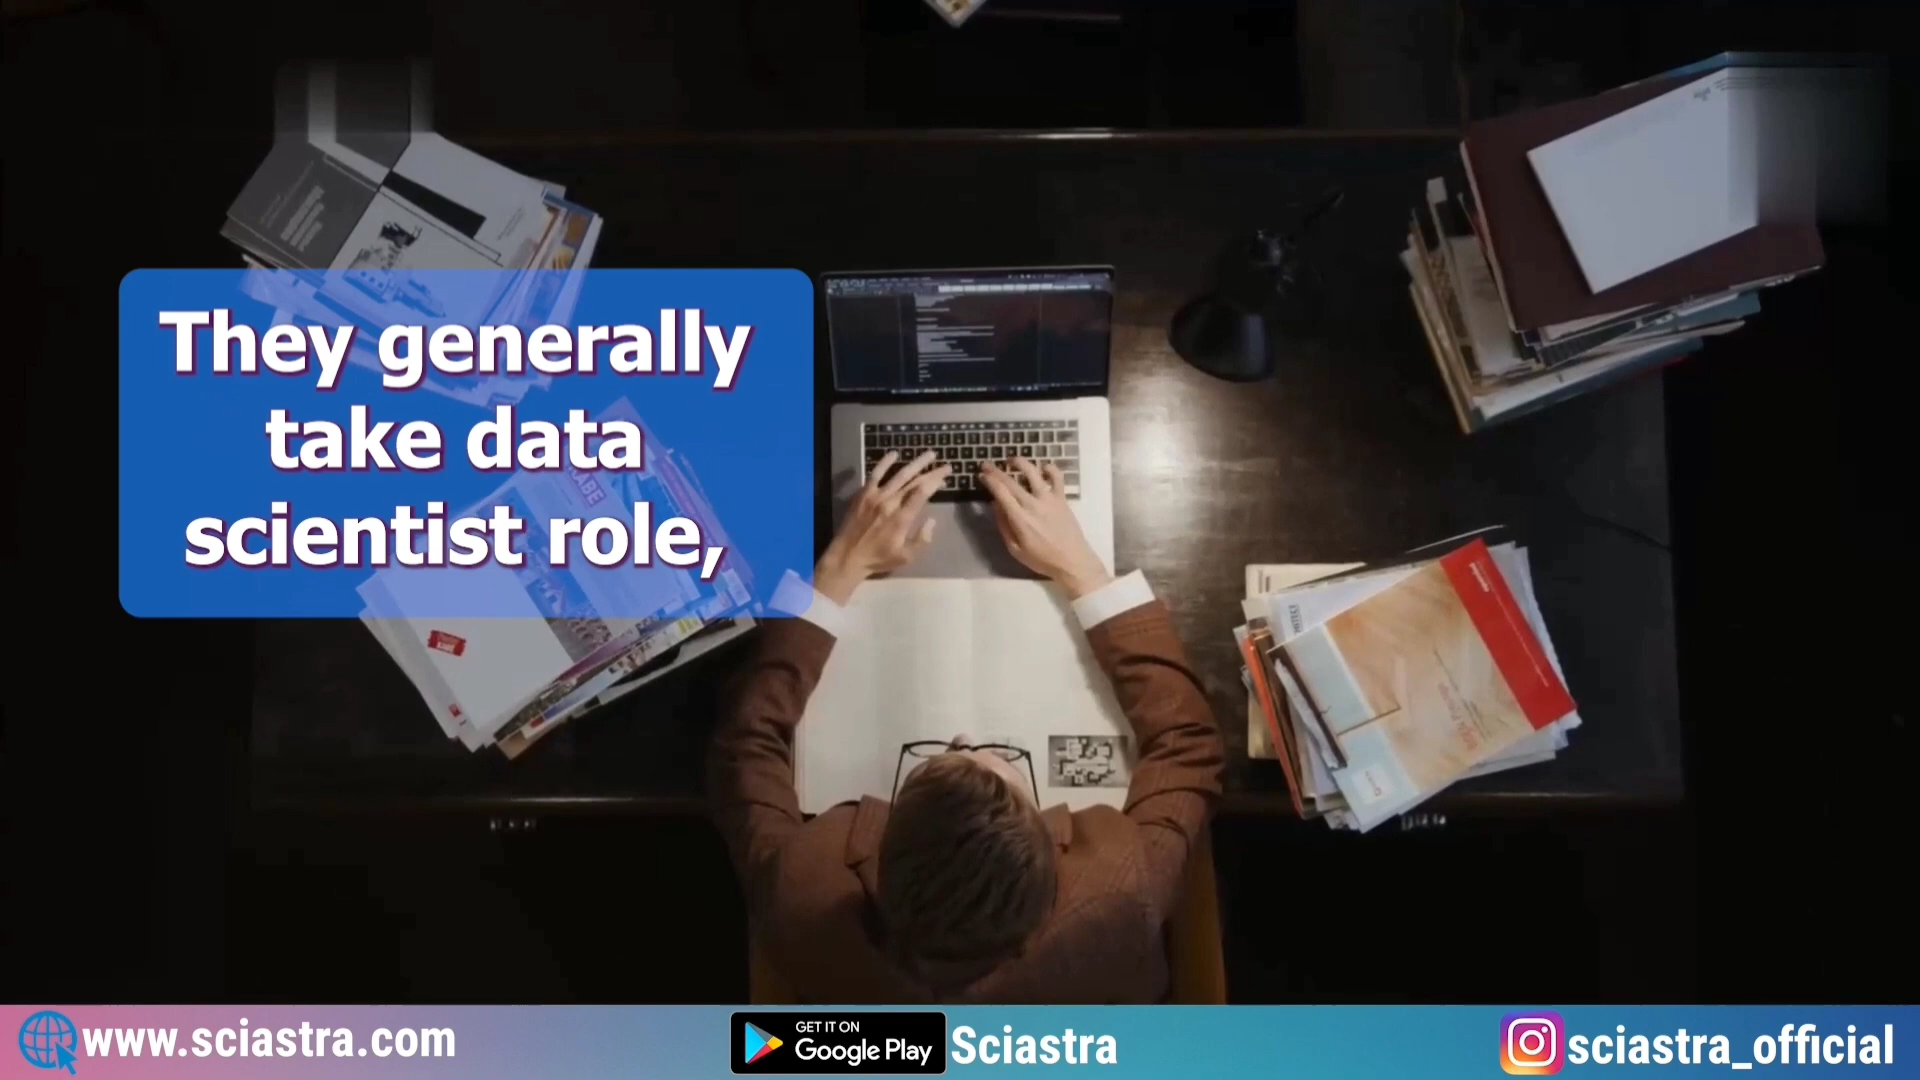 They generally
take data
scientist role,
www.sciastra.com
GET IT ON
Google Play
Sciastra
sciastra_official